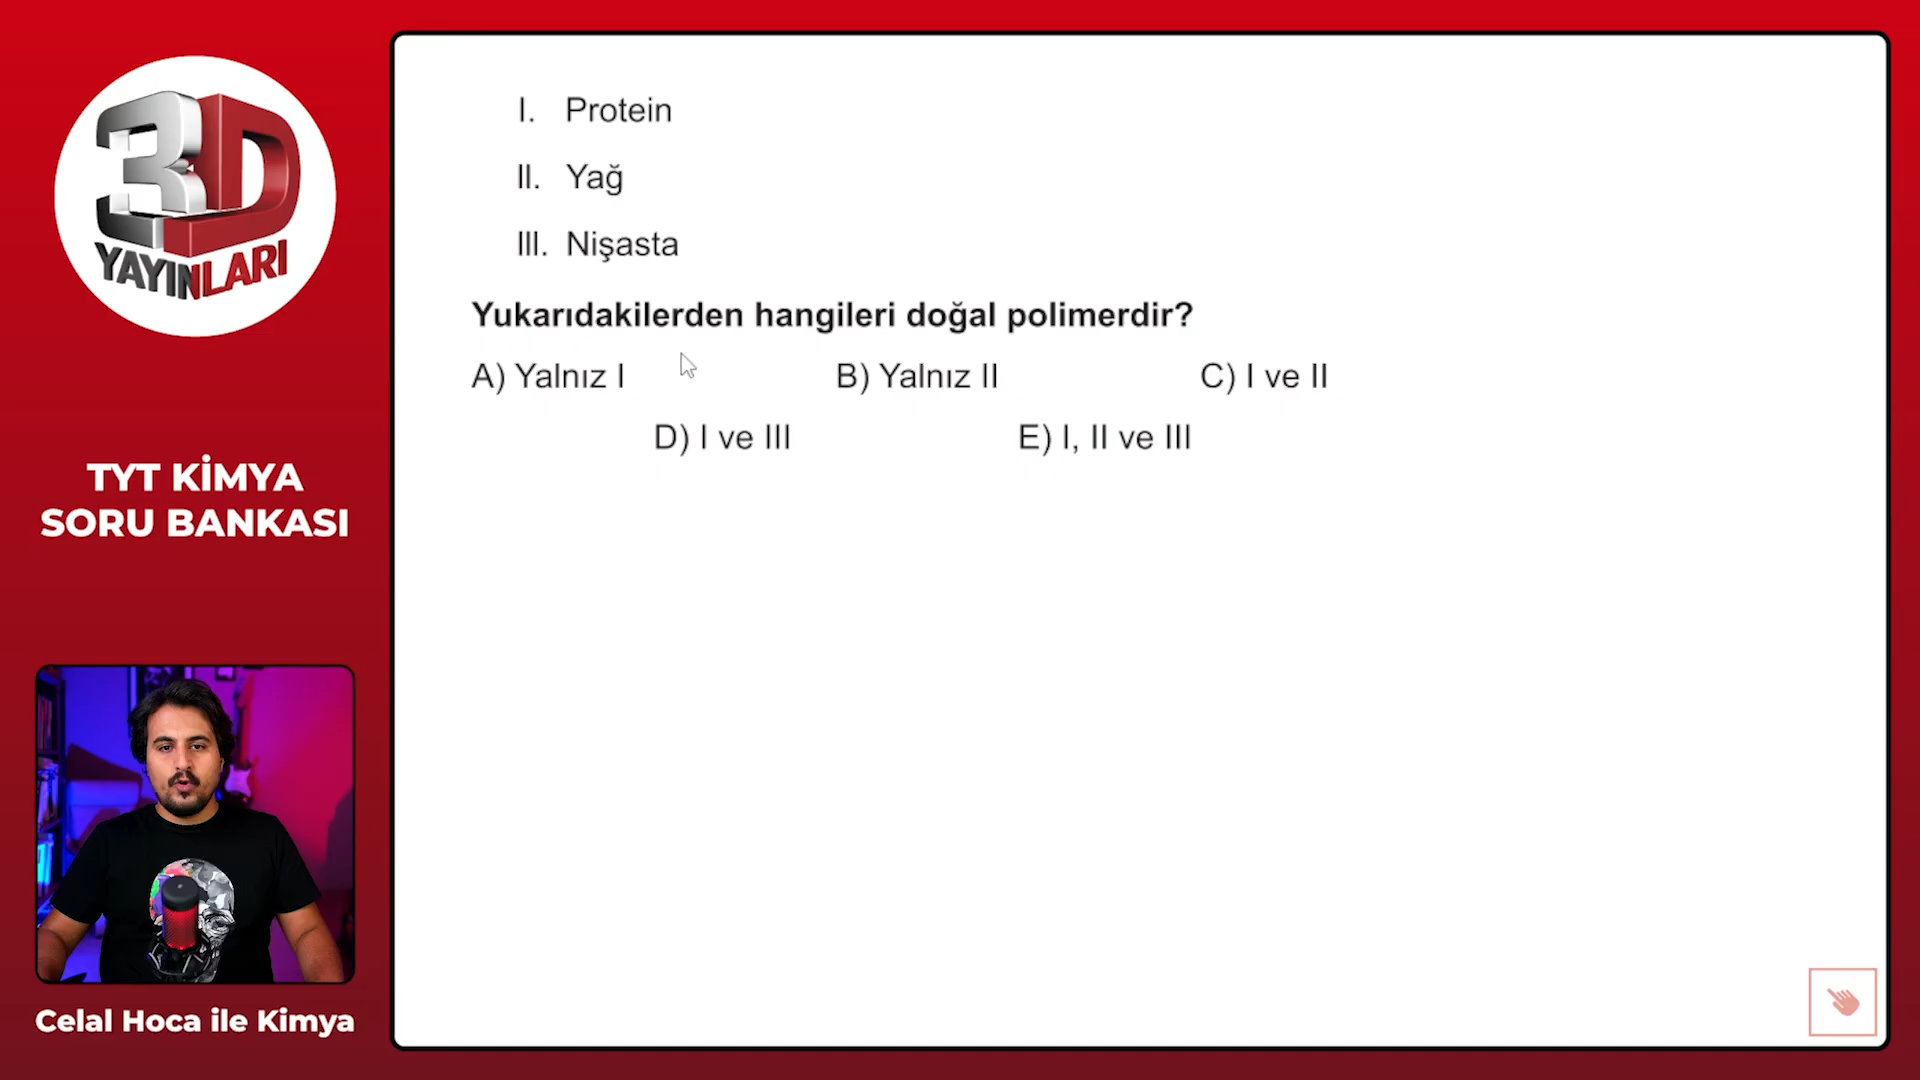 3D
YAYINLARI
TYT KİMYA
SORU BANKASI
Celal Hoca ile Kimya
I. Protein
II. Yağ
III. Nişasta
Yukarıdakilerden hangileri doğal polimerdir?
A) Yalnız I B) Yalnız II C) I ve II
D) I ve III E) I, II ve III